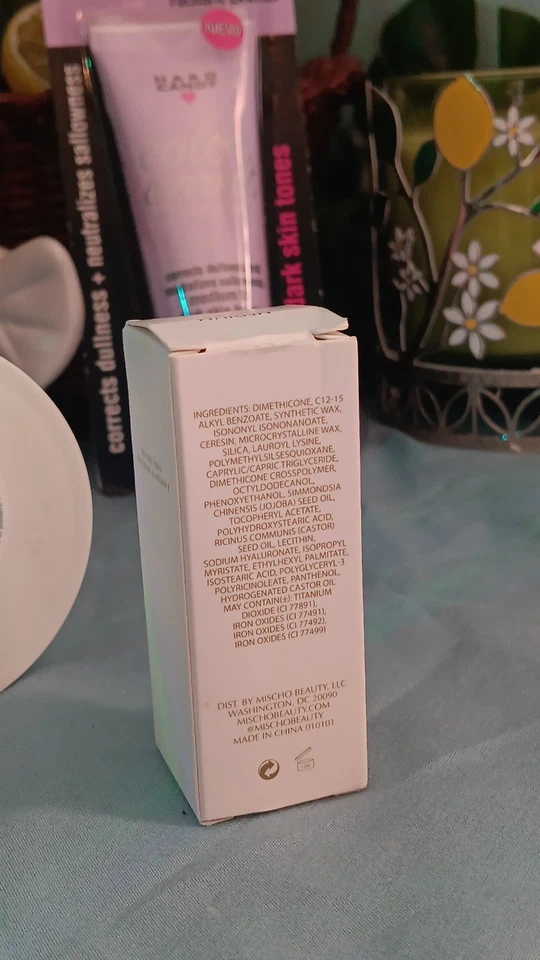 HARD
CANDY
corrects dullness + neutralizes sallowness
dark skin tones
INGREDIENTS: DIMETHICONE, C12-15
ALKYL BENZOATE, SYNTHETIC WAX,
ISONONYL ISONONANOATE,
CERESIN, MICROCRYSTALLINE WAX,
SILICA, LAUROYL LYSINE,
POLYMETHYLSILSESQUIOXANE,
CAPRYLIC/CAPRIC TRIGLYCERIDE,
DIMETHICONE CROSSPOLYMER,
OCTYLDODECANOL,
PHENOXYETHANOL, SIMMONDSIA
CHINENSIS (JOJOBA) SEED OIL,
TOCOPHERYL ACETATE,
POLYHYDROXYSTEARIC ACID,
RICINUS COMMUNIS (CASTOR)
SEED OIL, LECITHIN,
SODIUM HYALURONATE, ISOPROPYL
MYRISTATE, ETHYLHEXYL PALMITATE,
ISOSTEARIC ACID, POLYGLYCERYL-3
POLYRICINOLEATE, PANTHENOL,
HYDROGENATED CASTOR OIL
MAY CONTAIN(±): TITANIUM
DIOXIDE (CI 77891),
IRON OXIDES (CI 77491),
IRON OXIDES (CI 77492),
IRON OXIDES (CI 77499)
DIST. BY MISCHO BEAUTY, LLC
WASHINGTON, DC 20090
MISCHOBEAUTY.COM
@MISCHOBEAUTY
MADE IN CHINA 010101